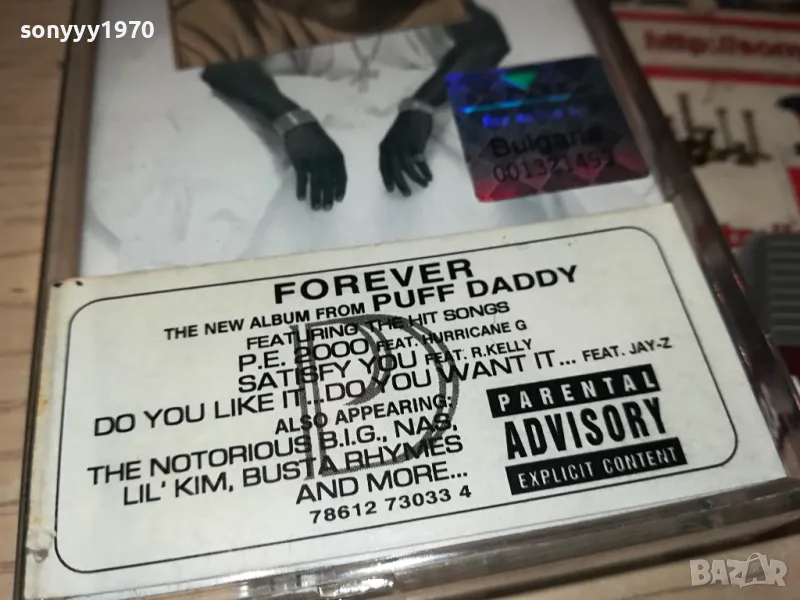 sonyyy1970
sonyyy1970
Bulgaria
FOREVER
THE NEW ALBUM FROM PUFF DADDY
FEATURING THE HIT SONGS
P.E. 2000 FEAT. HURRICANE G
SATISFY YOU FEAT. R.KELLY
DO YOU LIKE IT...DO YOU WANT IT... FEAT. JAY-Z
ALSO APPEARING:
THE NOTORIOUS B.I.G., NAS,
LIL' KIM, BUSTA RHYMES
AND MORE...
78612 73033 4
PARENTAL
ADVISORY
EXPLICIT CONTENT
BAZAR